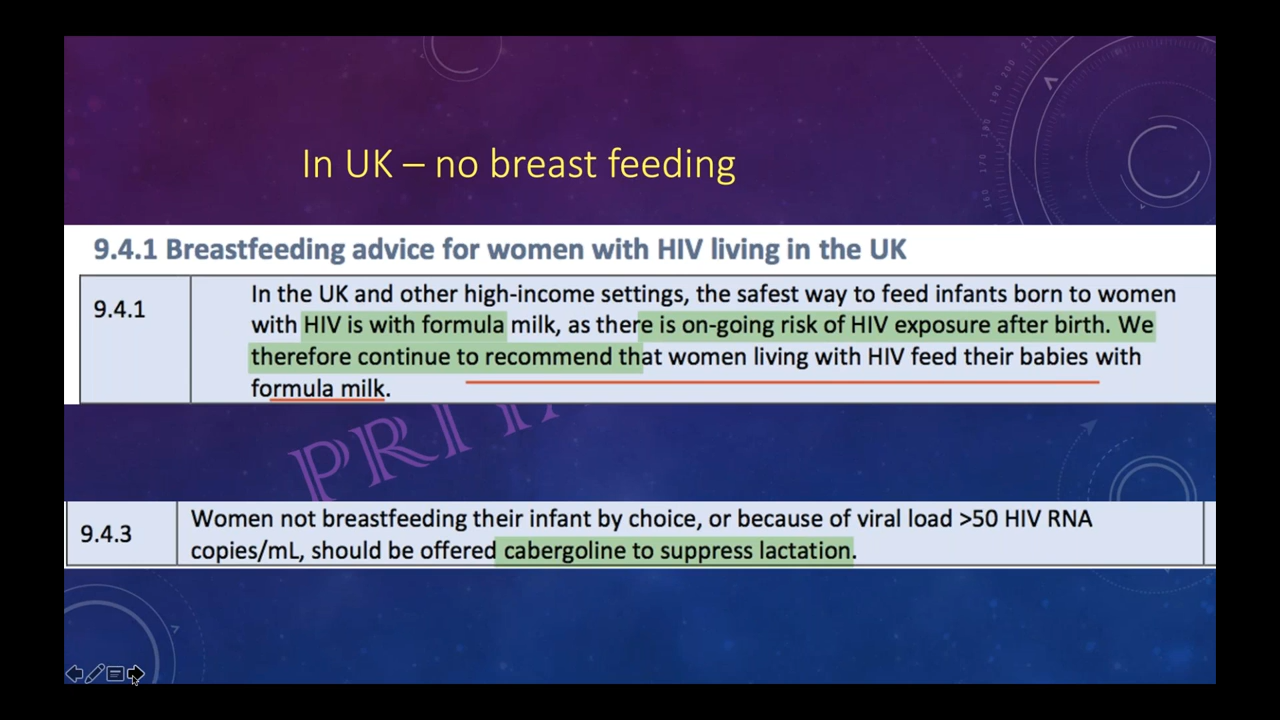 In UK – no breast feeding
9.4.1 Breastfeeding advice for women with HIV living in the UK
9.4.1
In the UK and other high-income settings, the safest way to feed infants born to women
with HIV is with formula milk, as there is on-going risk of HIV exposure after birth. We
therefore continue to recommend that women living with HIV feed their babies with
formula milk.
9.4.3
Women not breastfeeding their infant by choice, or because of viral load >50 HIV RNA
copies/mL, should be offered cabergoline to suppress lactation.